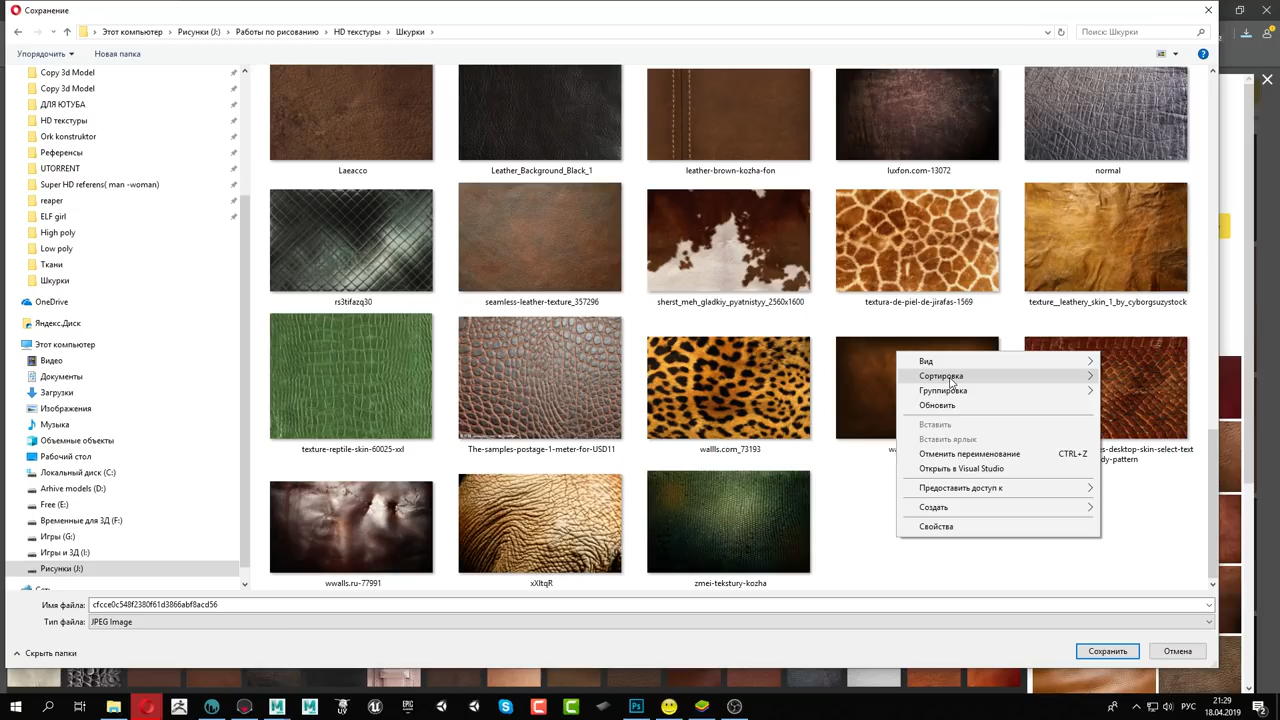 Сохранение
Этот компьютер
Рисунки (J:)
Работы по рисованию
HD текстуры
Шкурки
Поиск: Шкурки
Упорядочить
Новая папка
Copy 3d Model
Copy 3d Model
ДЛЯ ЮТУБА
HD текстуры
Ork konstruktor
Референсы
UTORRENT
Super HD referens( man -woman)
reaper
ELF girl
High poly
Low poly
Ткани
Шкурки
OneDrive
Яндекс.Диск
Этот компьютер
Видео
Документы
Загрузки
Изображения
Музыка
Объемные объекты
Рабочий стол
Локальный диск (C:)
Arhive models (D:)
Free (E:)
Временные для 3Д (F:)
Игры (G:)
Игры и 3Д (I:)
Рисунки (J:)
Laeacco
Leather_Background_Black_1
leather-brown-kozha-fon
luxfon.com-13072
normal
rs3tifazq30
seamless-leather-texture_357296
sherst_meh_gladkiy_pyatnistyy_2560x1600
textura-de-piel-de-jirafas-1569
texture__leathery_skin_1_by_cyborgsuzystock
texture-reptile-skin-60025-xxl
The-samples-postage-1-meter-for-USD11
wallls.com_73193
es-desktop-skin-select-text
dy-pattern
wwalls.ru-77991
xXltqR
zmei-tekstury-kozha
Вид
Сортировка
Группировка
Обновить
Вставить
Вставить ярлык
Отменить переименование CTRL+Z
Открыть в Visual Studio
Предоставить доступ к
Создать
Свойства
Имя файла: cfcce0c548f2380f61d3866abf8acd56
Тип файла: JPEG Image
Скрыть папки
Сохранить
Отмена
РУС
21:29
18.04.2019